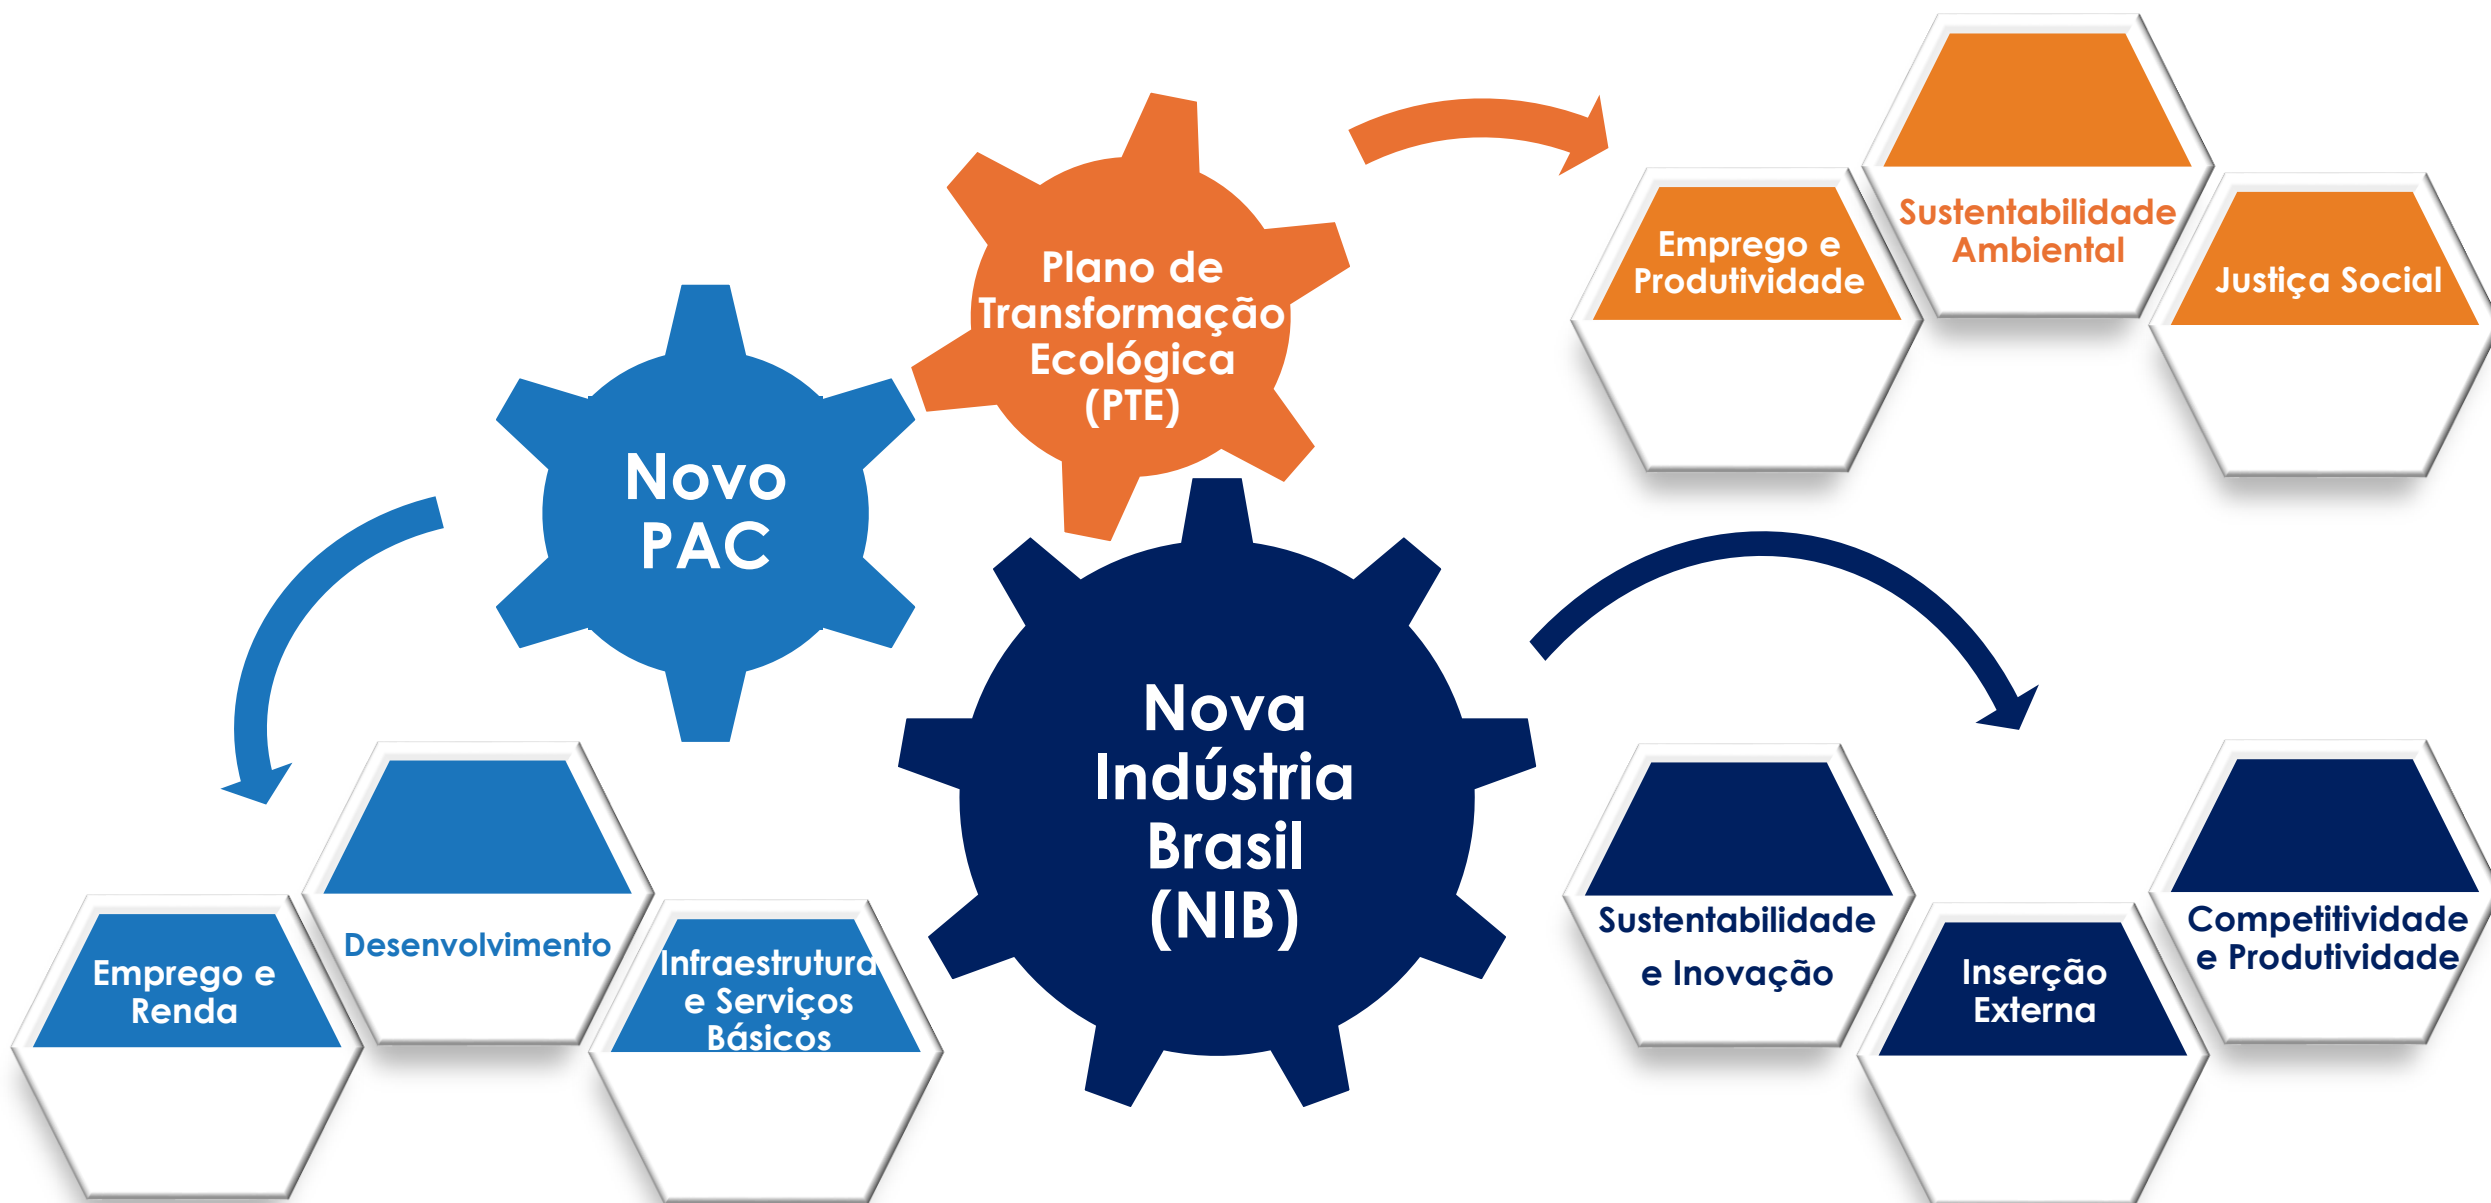 Plano de
Transformação
Ecológica
(PTE)
Novo
PAC
Nova
Indústria
Brasil
(NIB)
Emprego e
Produtividade
Sustentabilidade
Ambiental
Justiça Social
Emprego e
Renda
Desenvolvimento
Infraestrutura
e Serviços
Básicos
Sustentabilidade
e Inovação
Inserção
Externa
Competitividade
e Produtividade